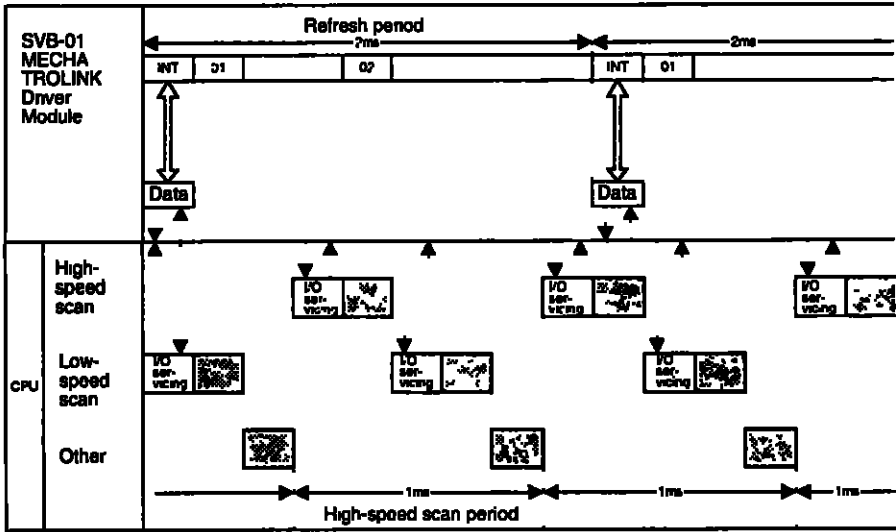 SVB-01
MECHA
TROLINK
Driver
Module
Refresh period
2ms
2ms
INT
01
02
INT
01
Data
Data
CPU
High-
speed
scan
I/O
ser-
vicing
I/O
ser-
vicing
I/O
ser-
vicing
Low-
speed
scan
I/O
ser-
vicing
I/O
ser-
vicing
I/O
ser-
vicing
Other
1ms
1ms
1ms
High-speed scan period